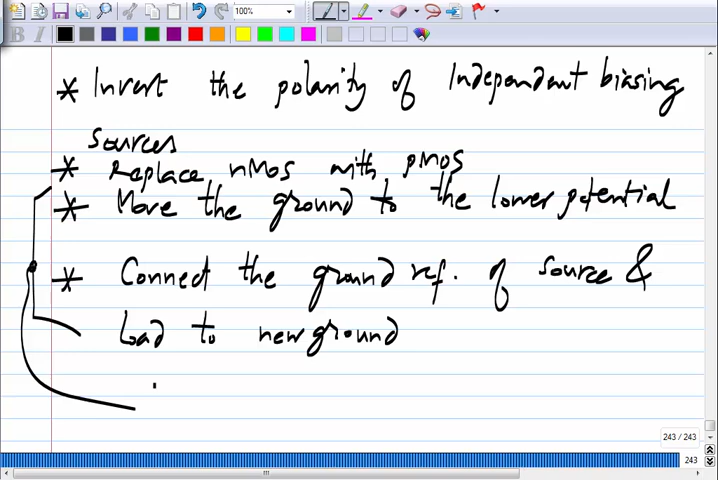 100%
* Invert the polarity of Independent biasing
Sources
* Replace nMOS with pMOS
* Move the ground to the lower potential
* Connect the ground ref. of source &
Load to new ground
243 / 243
243